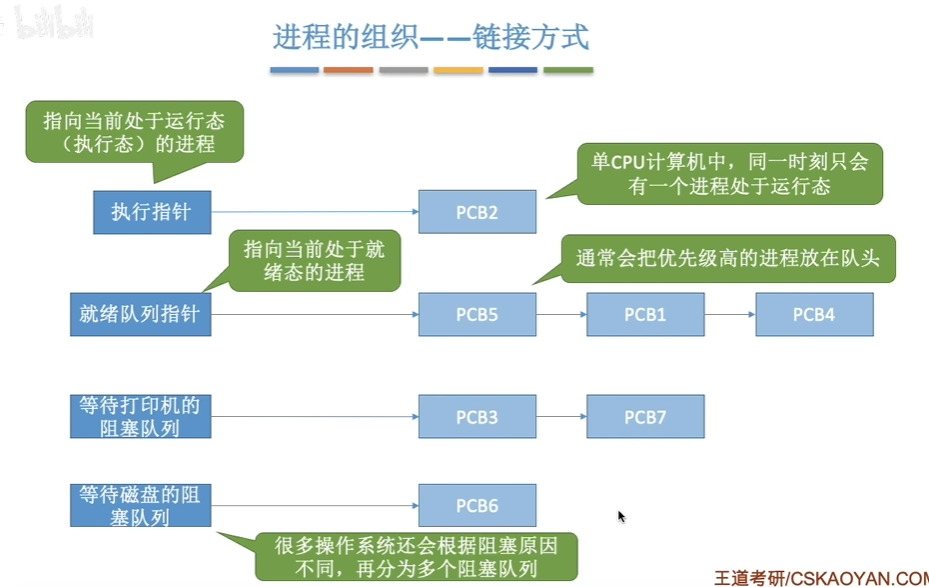 bilibili
进程的组织——链接方式
指向当前处于运行态
（执行态）的进程
单CPU计算机中，同一时刻只会
有一个进程处于运行态
执行指针
PCB2
指向当前处于就
绪态的进程
通常会把优先级高的进程放在队头
就绪队列指针
PCB5
PCB1
PCB4
等待打印机的
阻塞队列
PCB3
PCB7
等待磁盘的阻
塞队列
PCB6
很多操作系统还会根据阻塞原因
不同，再分为多个阻塞队列
王道考研/CSKAOYAN.COM